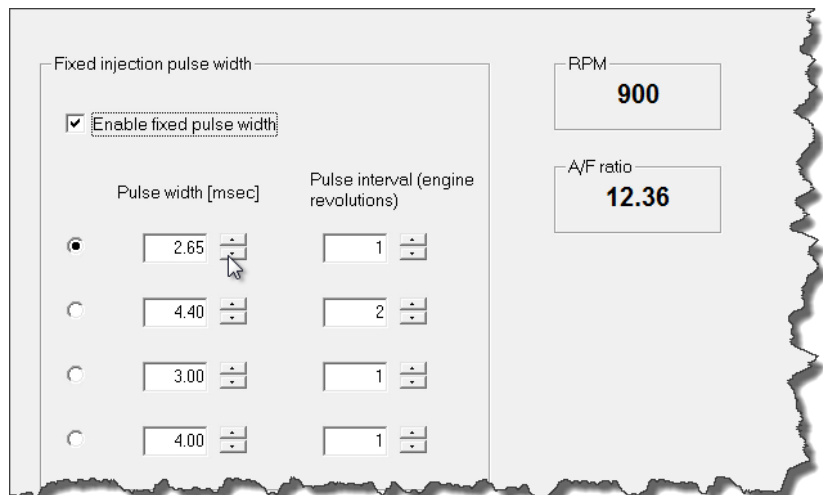 Fixed injection pulse width
Enable fixed pulse width
Pulse width [msec]
Pulse interval (engine
revolutions)
2.65 1
4.40 2
3.00 1
4.00 1
RPM
900
A/F ratio
12.36